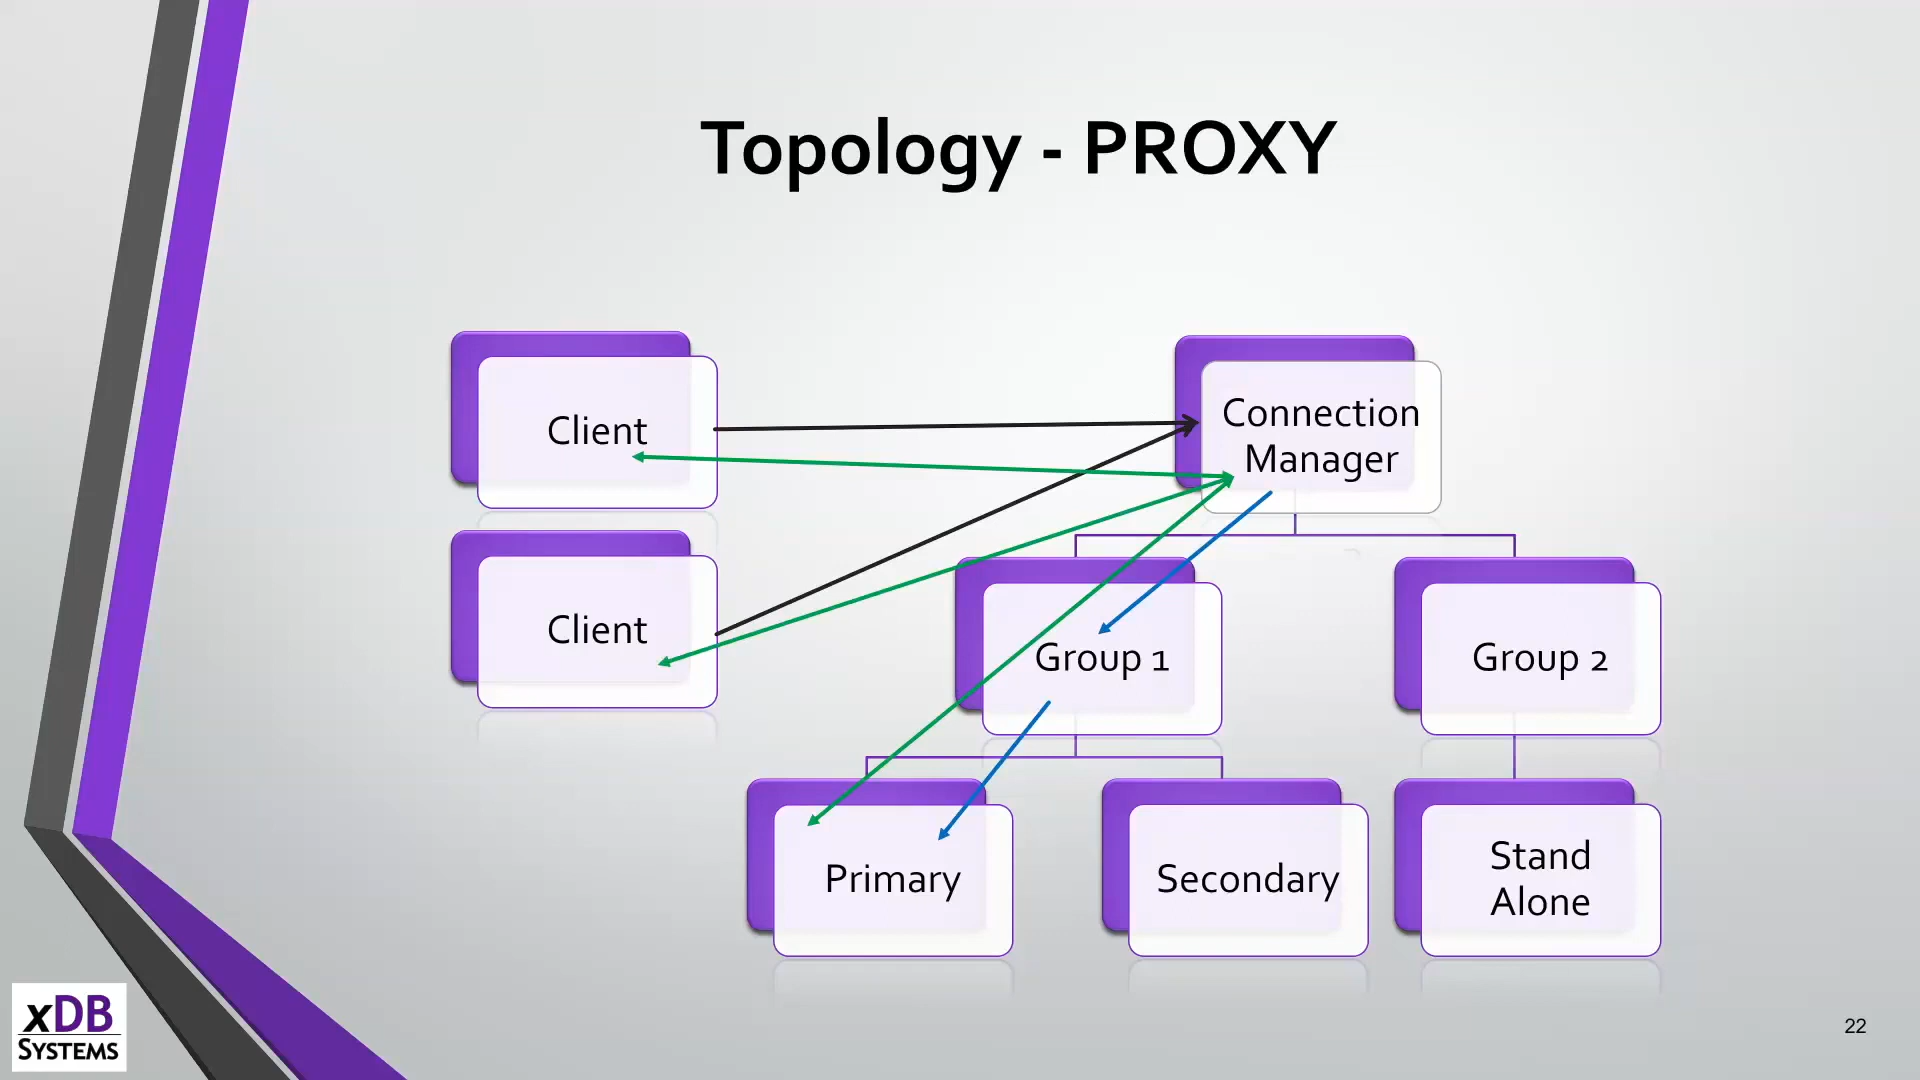 Topology - PROXY
Client
Connection
Manager
Client
Group 1
Group 2
Primary
Secondary
Stand
Alone
xDB
SYSTEMS
22